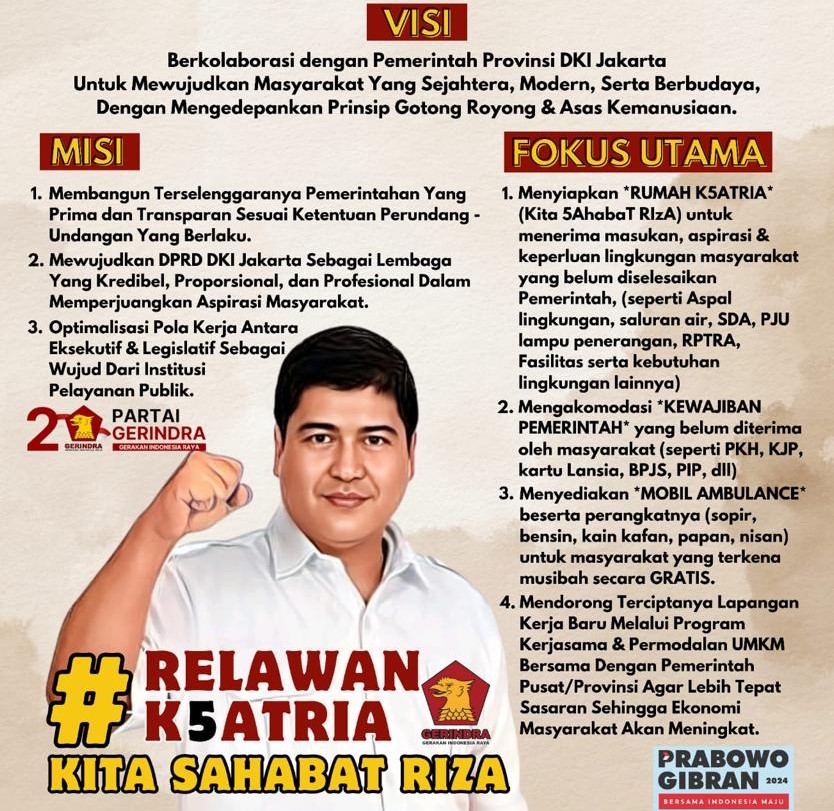 VISI
Berkolaborasi dengan Pemerintah Provinsi DKI Jakarta
Untuk Mewujudkan Masyarakat Yang Sejahtera, Modern, Serta Berbudaya,
Dengan Mengedepankan Prinsip Gotong Royong & Asas Kemanusiaan.
MISI
1. Membangun Terselenggaranya Pemerintahan Yang
Prima dan Transparan Sesuai Ketentuan Perundang -
Undangan Yang Berlaku.
2. Mewujudkan DPRD DKI Jakarta Sebagai Lembaga
Yang Kredibel, Proporsional, dan Profesional Dalam
Memperjuangkan Aspirasi Masyarakat.
3. Optimalisasi Pola Kerja Antara
Eksekutif & Legislatif Sebagai
Wujud Dari Institusi
Pelayanan Publik.
2
GERINDRA
PARTAI
GERINDRA
GERAKAN INDONESIA RAYA
FOKUS UTAMA
1. Menyiapkan *RUMAH K5ATRIA*
(Kita 5AhabaT RIzA) untuk
menerima masukan, aspirasi &
keperluan lingkungan masyarakat
yang belum diselesaikan
Pemerintah, (seperti Aspal
lingkungan, saluran air, SDA, PJU
lampu penerangan, RPTRA,
Fasilitas serta kebutuhan
lingkungan lainnya)
2. Mengakomodasi *KEWAJIBAN
PEMERINTAH* yang belum diterima
oleh masyarakat (seperti PKH, KJP,
kartu Lansia, BPJS, PIP, dll)
3. Menyediakan *MOBIL AMBULANCE*
beserta perangkatnya (sopir,
bensin, kain kafan, papan, nisan)
untuk masyarakat yang terkena
musibah secara GRATIS.
4. Mendorong Terciptanya Lapangan
Kerja Baru Melalui Program
Kerjasama & Permodalan UMKM
Bersama Dengan Pemerintah
Pusat/Provinsi Agar Lebih Tepat
Sasaran Sehingga Ekonomi
Masyarakat Akan Meningkat.
# RELAWAN
K5ATRIA
GERINDRA
GERAKAN INDONESIA RAYA
KITA SAHABAT RIZA
PRABOWO
GIBRAN 2024
BERSAMA INDONESIA MAJU